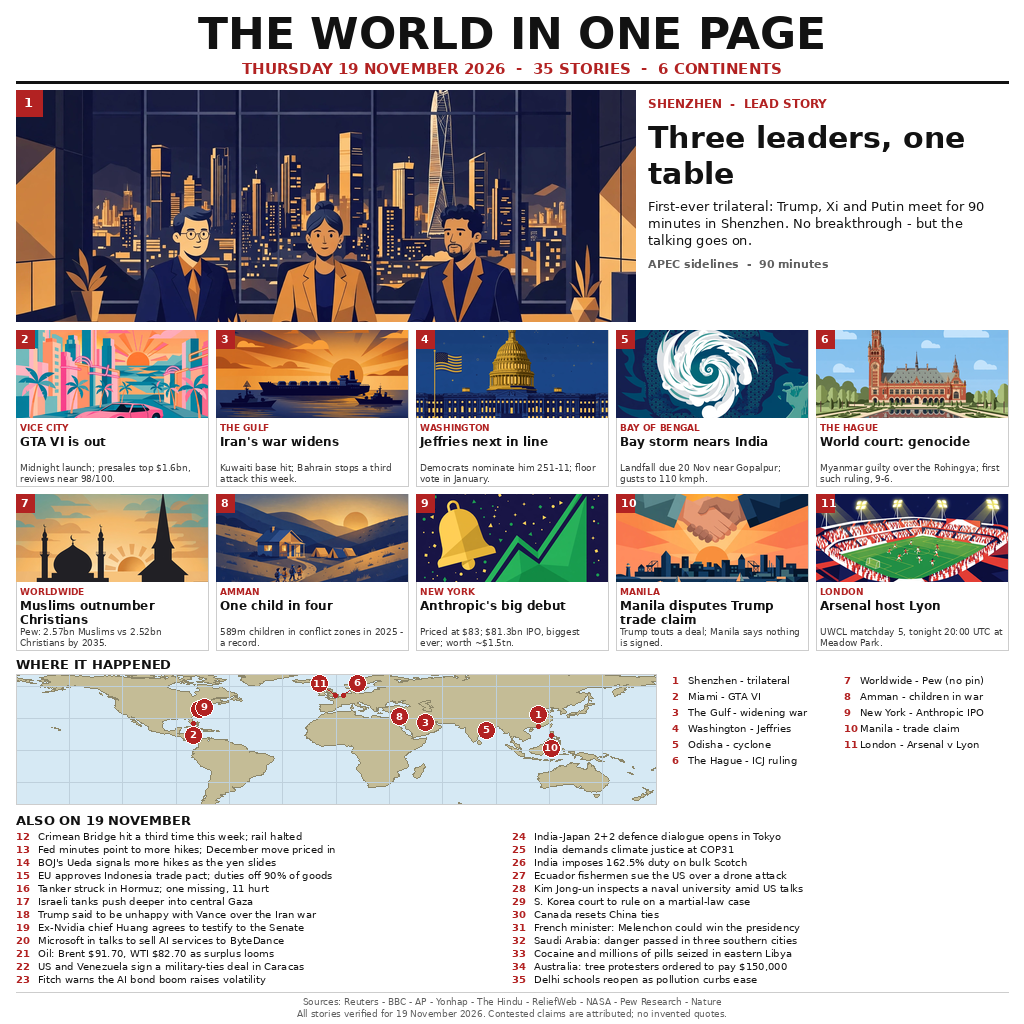 THE WORLD IN ONE PAGE
THURSDAY 19 NOVEMBER 2026 - 35 STORIES - 6 CONTINENTS
1
SHENZHEN - LEAD STORY
Three leaders, one
table
First-ever trilateral: Trump, Xi and Putin meet for 90
minutes in Shenzhen. No breakthrough - but the
talking goes on.
APEC sidelines - 90 minutes
2
VICE CITY
GTA VI is out
Midnight launch; presales top $1.6bn,
reviews near 98/100.
3
THE GULF
Iran's war widens
Kuwaiti base hit; Bahrain stops a third
attack this week.
4
WASHINGTON
Jeffries next in line
Democrats nominate him 251-11; floor
vote in January.
5
BAY OF BENGAL
Bay storm nears India
Landfall due 20 Nov near Gopalpur;
gusts to 110 kmph.
6
THE HAGUE
World court: genocide
Myanmar guilty over the Rohingya; first
such ruling, 9-6.
7
WORLDWIDE
Muslims outnumber
Christians
Pew: 2.57bn Muslims vs 2.52bn
Christians by 2035.
8
AMMAN
One child in four
589m children in conflict zones in 2025 -
a record.
9
NEW YORK
Anthropic's big debut
Priced at $83; $81.3bn IPO, biggest
ever; worth ~$1.5tn.
10
MANILA
Manila disputes Trump
trade claim
Trump touts a deal; Manila says nothing
is signed.
11
LONDON
Arsenal host Lyon
UWCL matchday 5, tonight 20:00 UTC at
Meadow Park.
WHERE IT HAPPENED
11
6
9
2
8
3
5
1
10
1 Shenzhen - trilateral
2 Miami - GTA VI
3 The Gulf - widening war
4 Washington - Jeffries
5 Odisha - cyclone
6 The Hague - ICJ ruling
7 Worldwide - Pew (no pin)
8 Amman - children in war
9 New York - Anthropic IPO
10 Manila - trade claim
11 London - Arsenal v Lyon
ALSO ON 19 NOVEMBER
12 Crimean Bridge hit a third time this week; rail halted
13 Fed minutes point to more hikes; December move priced in
14 BOJ's Ueda signals more hikes as the yen slides
15 EU approves Indonesia trade pact; duties off 90% of goods
16 Tanker struck in Hormuz; one missing, 11 hurt
17 Israeli tanks push deeper into central Gaza
18 Trump said to be unhappy with Vance over the Iran war
19 Ex-Nvidia chief Huang agrees to testify to the Senate
20 Microsoft in talks to sell AI services to ByteDance
21 Oil: Brent $91.70, WTI $82.70 as surplus looms
22 US and Venezuela sign a military-ties deal in Caracas
23 Fitch warns the AI bond boom raises volatility
24 India-Japan 2+2 defence dialogue opens in Tokyo
25 India demands climate justice at COP31
26 India imposes 162.5% duty on bulk Scotch
27 Ecuador fishermen sue the US over a drone attack
28 Kim Jong-un inspects a naval university amid US talks
29 S. Korea court to rule on a martial-law case
30 Canada resets China ties
31 French minister: Melenchon could win the presidency
32 Saudi Arabia: danger passed in three southern cities
33 Cocaine and millions of pills seized in eastern Libya
34 Australia: tree protesters ordered to pay $150,000
35 Delhi schools reopen as pollution curbs ease
Sources: Reuters - BBC - AP - Yonhap - The Hindu - ReliefWeb - NASA - Pew Research - Nature
All stories verified for 19 November 2026. Contested claims are attributed; no invented quotes.